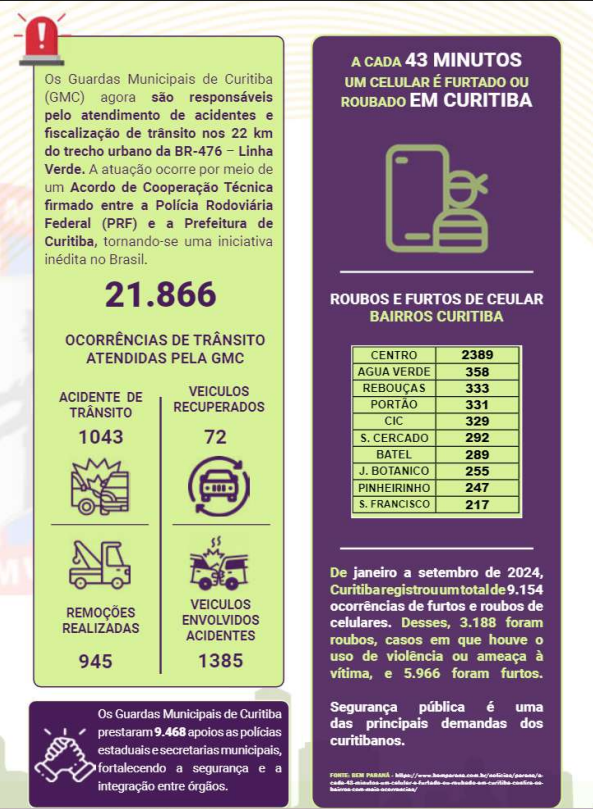 !
Os Guardas Municipais de Curitiba
(GMC) agora são responsáveis
pelo atendimento de acidentes e
fiscalização de trânsito nos 22 km
do trecho urbano da BR-476 – Linha
Verde. A atuação ocorre por meio de
um Acordo de Cooperação Técnica
firmado entre a Polícia Rodoviária
Federal (PRF) e a Prefeitura de
Curitiba, tornando-se uma iniciativa
inédita no Brasil.
21.866
OCORRÊNCIAS DE TRÂNSITO
ATENDIDAS PELA GMC
ACIDENTE DE
TRÂNSITO
1043
VEICULOS
RECUPERADOS
72
REMOÇÕES
REALIZADAS
945
VEICULOS
ENVOLVIDOS
ACIDENTES
1385
Os Guardas Municipais de Curitiba
prestaram 9.468 apoios as polícias
estaduais e secretarias municipais,
fortalecendo a segurança e a
integração entre órgãos.
A CADA 43 MINUTOS
UM CELULAR É FURTADO OU
ROUBADO EM CURITIBA
ROUBOS E FURTOS DE CEULAR
BAIRROS CURITIBA
CENTRO 2389
AGUA VERDE 358
REBOUÇAS 333
PORTÃO 331
CIC 329
S. CERCADO 292
BATEL 289
J. BOTANICO 255
PINHEIRINHO 247
S. FRANCISCO 217
De janeiro a setembro de 2024,
Curitiba registrou um total de 9.154
ocorrências de furtos e roubos de
celulares. Desses, 3.188 foram
roubos, casos em que houve o
uso de violência ou ameaça à
vítima, e 5.966 foram furtos.
Segurança pública é uma
das principais demandas dos
curitibanos.
FONTE: BEM PARANÁ - https://www.bemparana.com.br/noticias/parana/a-
cada-43-minutos-um-celular-e-furtado-ou-roubado-em-curitiba-confira-os-
bairros-com-mais-ocorrencias/